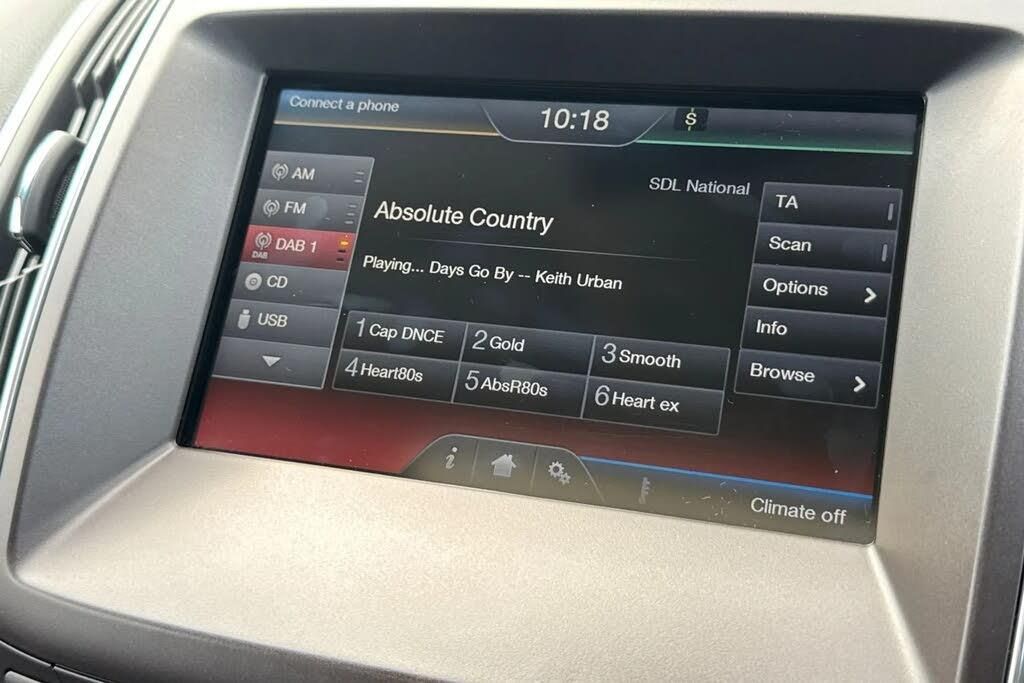 Connect a phone
10:18
S
AM
FM
DAB
DAB 1
CD
USB
SDL National
Absolute Country
Playing... Days Go By -- Keith Urban
1 Cap DNCE
2 Gold
3 Smooth
4 Heart80s
5 AbsR80s
6 Heart ex
TA
Scan
Options
Info
Browse
i
Climate off